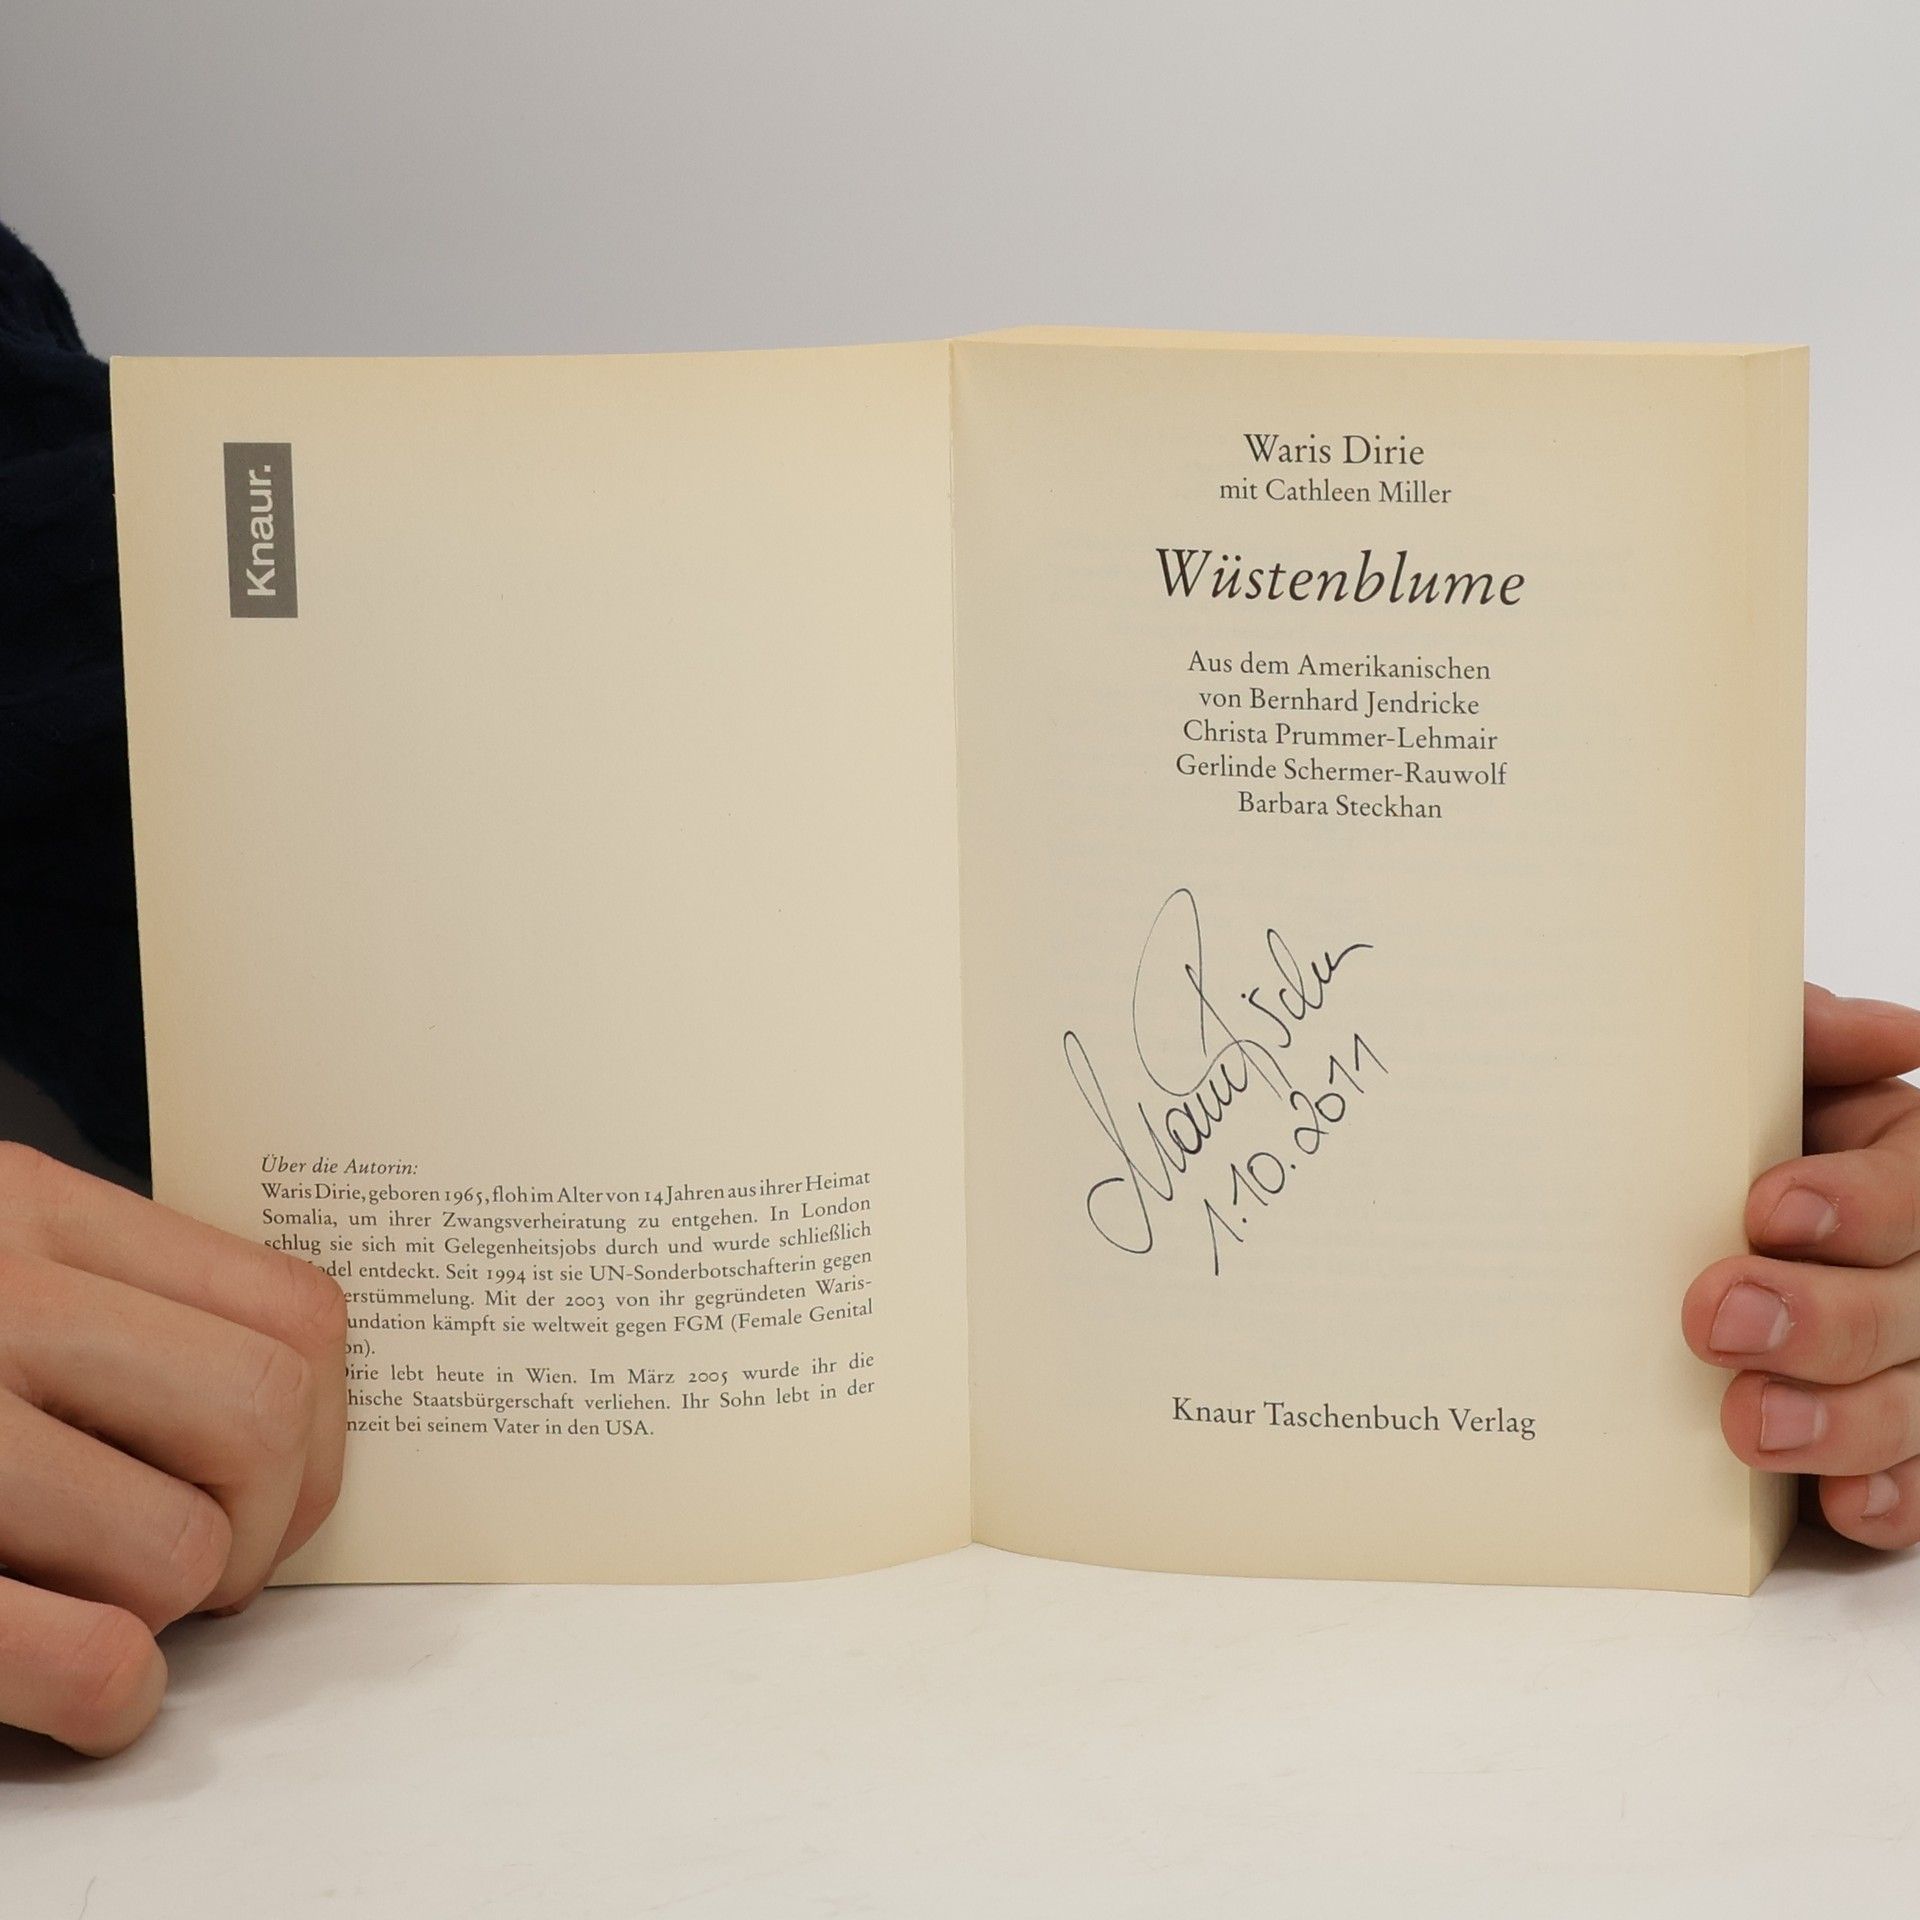 Knaur.
Über die Autorin:
Waris Dirie, geboren 1965, floh im Alter von 14 Jahren aus ihrer Heimat
Somalia, um ihrer Zwangsverheiratung zu entgehen. In London
schlug sie sich mit Gelegenheitsjobs durch und wurde schließlich
entdeckt. Seit 1994 ist sie UN-Sonderbotschafterin gegen
erstümmelung. Mit der 2003 von ihr gegründeten Waris-
undation kämpft sie weltweit gegen FGM (Female Genital
on).
Dirie lebt heute in Wien. Im März 2005 wurde ihr die
hische Staatsbürgerschaft verliehen. Ihr Sohn lebt in der
nzeit bei seinem Vater in den USA.
Waris Dirie
mit Cathleen Miller
Wüstenblume
Aus dem Amerikanischen
von Bernhard Jendricke
Christa Prummer-Lehmair
Gerlinde Schermer-Rauwolf
Barbara Steckhan
1.10.2011
Knaur Taschenbuch Verlag